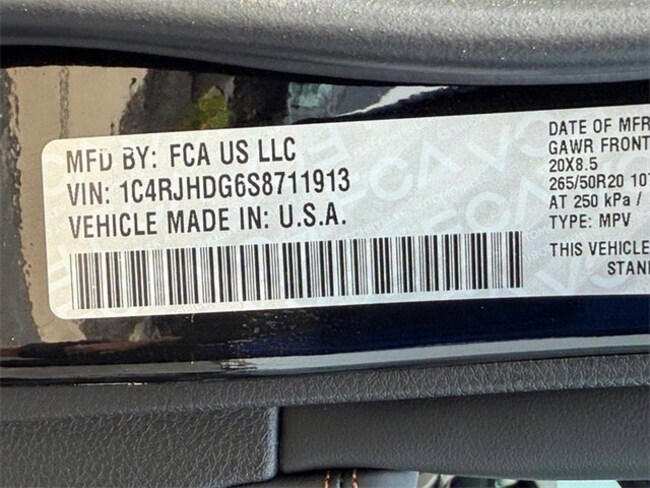 MFD BY: FCA US LLC
VIN: 1C4RJHDG6S8711913
VEHICLE MADE IN: U.S.A.
DATE OF MFR
GAWR FRONT
20X8.5
265/50R20 107
AT 250 kPa /
TYPE: MPV
THIS VEHICLE
STAN